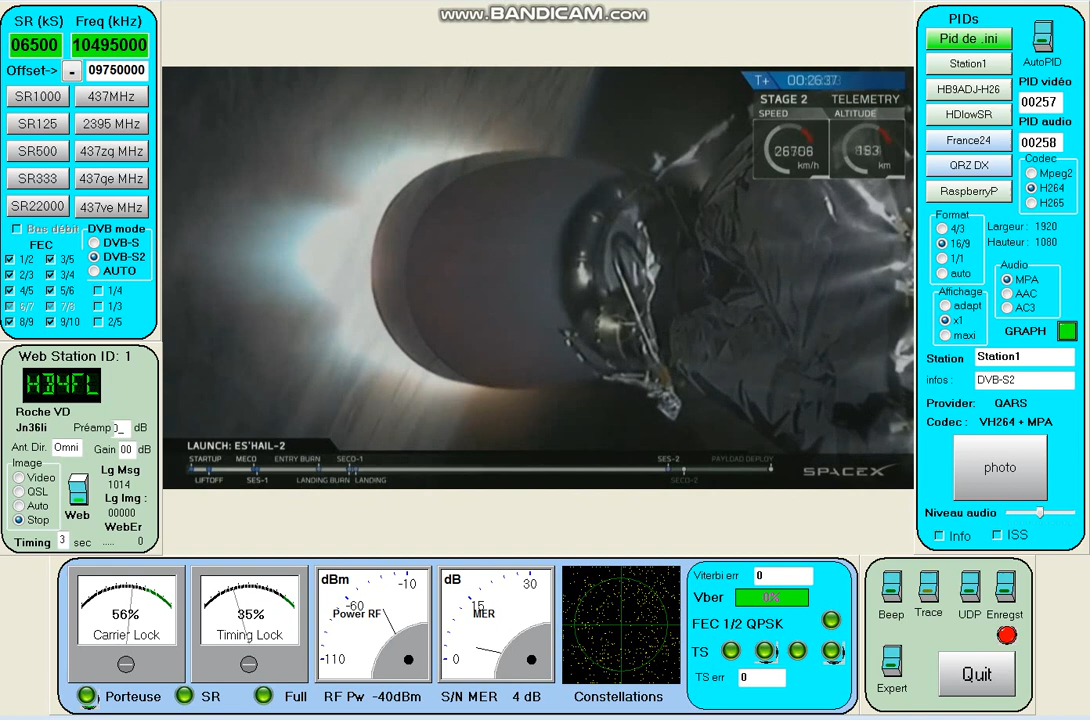 www.BANDICAM.com
SR (kS) Freq (kHz)
06500 10495000
Offset-> - 09750000
SR1000 437MHz
SR125 2395 MHz
SR500 437zq MHz
SR333 437qe MHz
SR22000 437ve MHz
Bus débit DVB mode
FEC DVB-S
1/2 3/5 DVB-S2
2/3 3/4 AUTO
4/5 5/6 1/4
6/7 7/8 1/3
8/9 9/10 2/5
Web Station ID: 1
HB4FL
Roche VD
Jn36li Préamp 0_ dB
Ant. Dir. Omni Gain 00 dB
Image
Video
QSL
Auto
Stop
Web
Lg Msg
1014
Lg Img :
00000
WebEr
Timing 3 sec ..... 0
T+ 00:26:37
STAGE 2 TELEMETRY
SPEED ALTITUDE
26708 193
km/h km
LAUNCH: ES'HAIL-2
STARTUP MECO ENTRY BURN SECO-1 SES-2 PAYLOAD DEPLOY
LIFTOFF SES-1 LANDING BURN LANDING SECO-2
SPACEX
PIDs
Pid de .ini
Station1
HB9ADJ-H26
HDlowSR
France24
QRZ DX
RaspberryP
AutoPID
PID vidéo
00257
PID audio
00258
Codec
Mpeg2
H264
H265
Format
4/3
16/9
1/1
auto
Largeur : 1920
Hauteur : 1080
Audio
MPA
AAC
AC3
Affichage
adapt
x1
maxi
GRAPH
Station Station1
infos : DVB-S2
Provider: QARS
Codec : VH264 + MPA
photo
Niveau audio
Info ISS
56%
Carrier Lock
35%
Timing Lock
dBm -10
-60
Power RF
-110
dB 30
15
MER
0
Porteuse SR Full RF Pw -40dBm S/N MER 4 dB Constellations
Viterbi err 0
Vber 0%
FEC 1/2 QPSK
TS
TS err 0
Beep Trace UDP Enregst
Expert
Quit